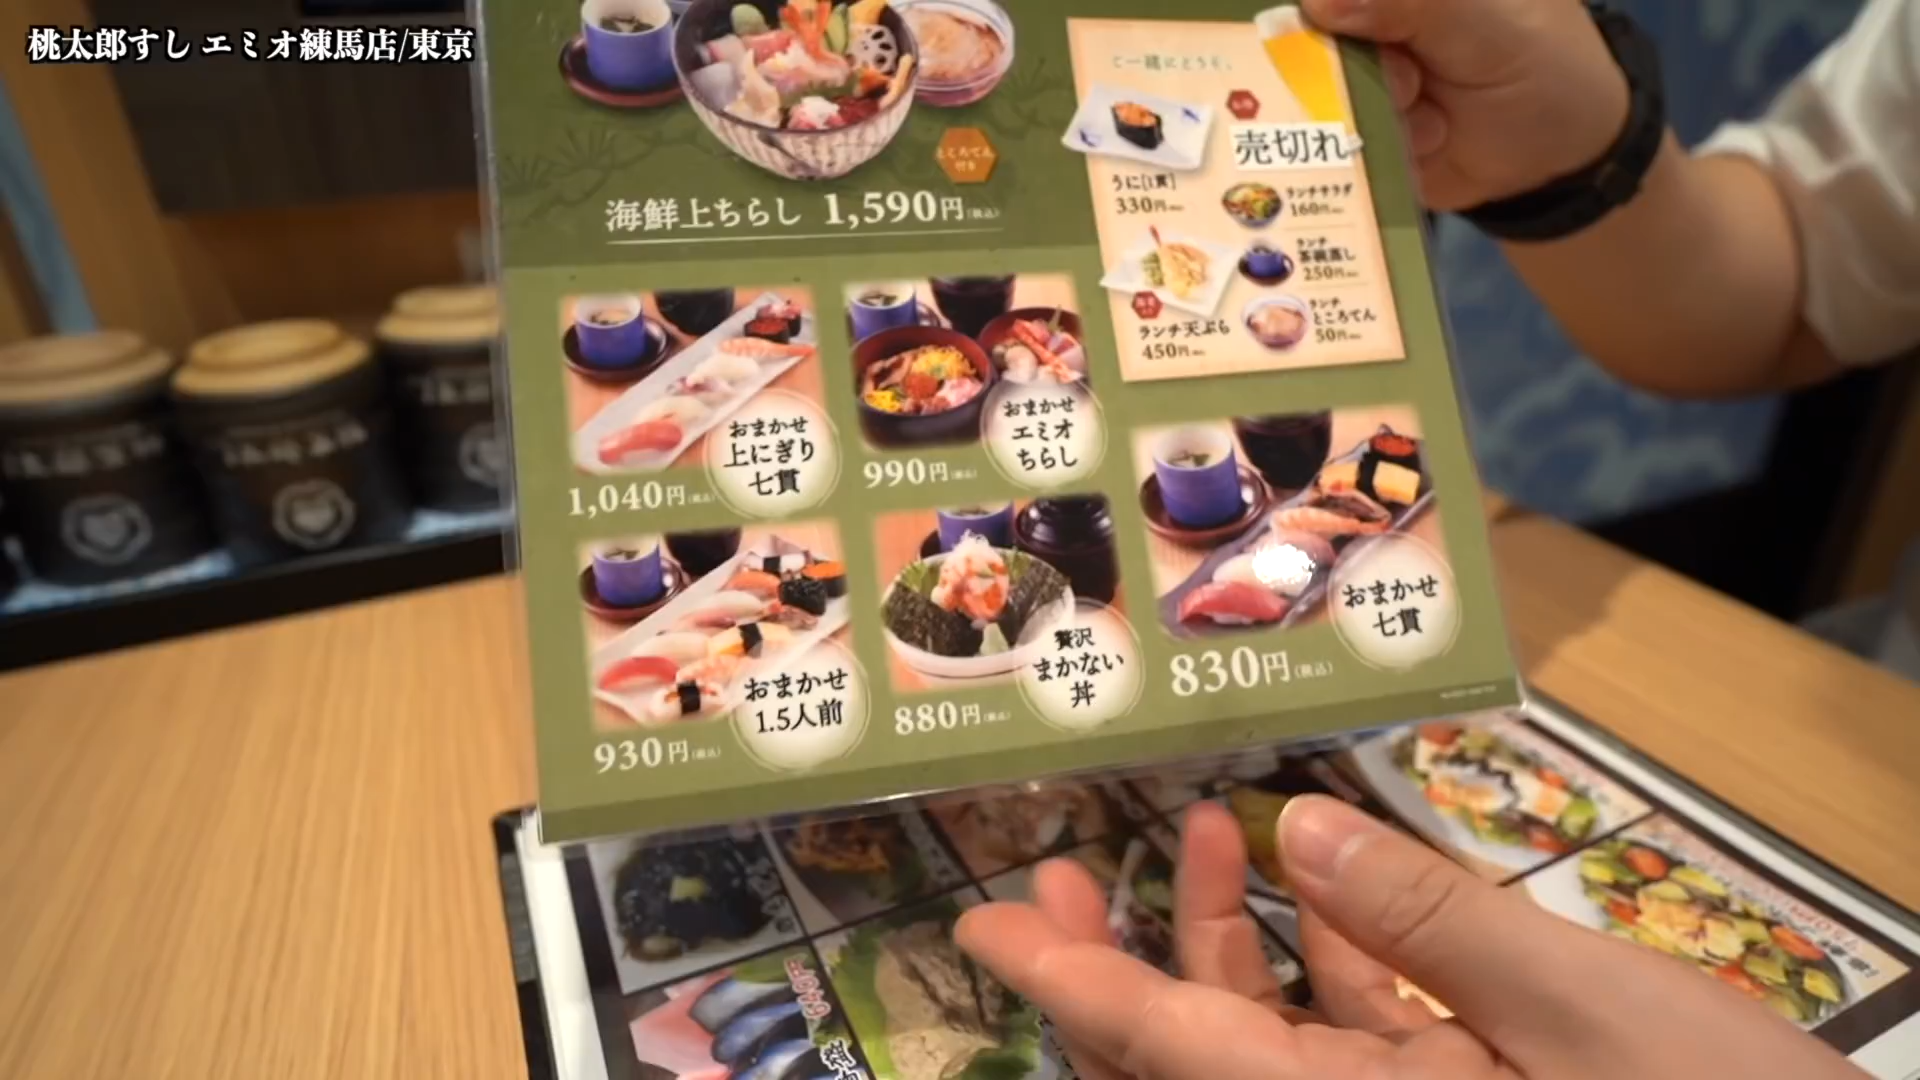 桃太郎すし エミオ練馬店/東京
ところてん
付き
海鮮上ちらし 1,590円(税込)
ご一緒にどうぞ。
売切れ
うに[1貫]
330円
ランチサラダ
160円
ランチ
茶碗蒸し
250円
ランチ天ぷら
450円
ランチ
ところてん
50円
おまかせ
上にぎり
七貫
1,040円(税込)
おまかせ
エミオ
ちらし
990円(税込)
おまかせ
1.5人前
930円(税込)
贅沢
まかない
丼
880円(税込)
おまかせ
七貫
830円(税込)